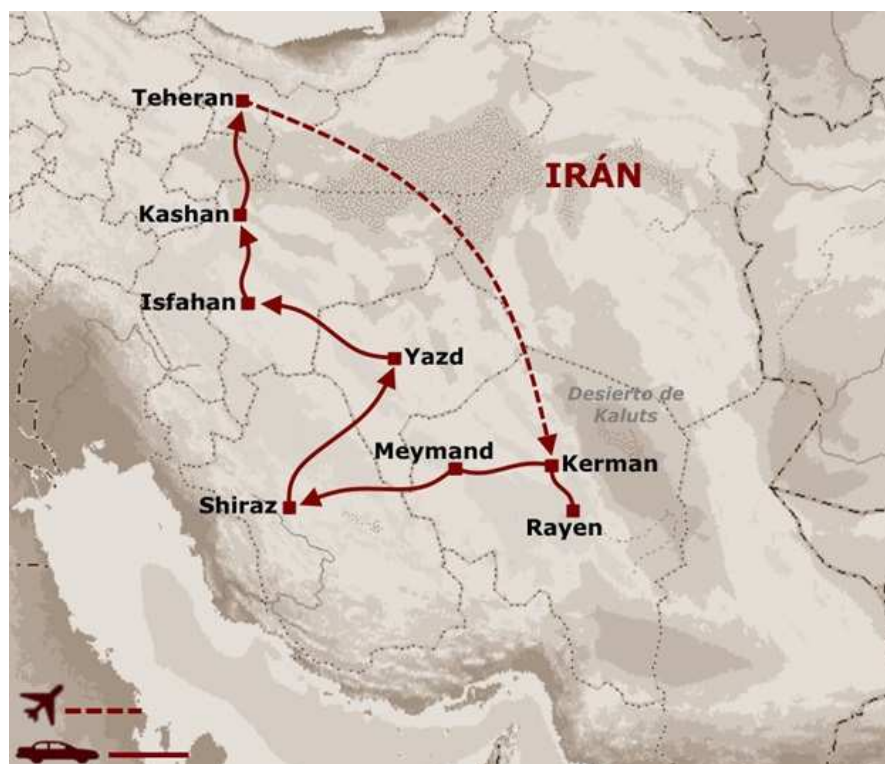 Teheran
IRÁN
Kashan
Isfahan
Yazd
Desierto de
Kaluts
Meymand
Kerman
Shiraz
Rayen